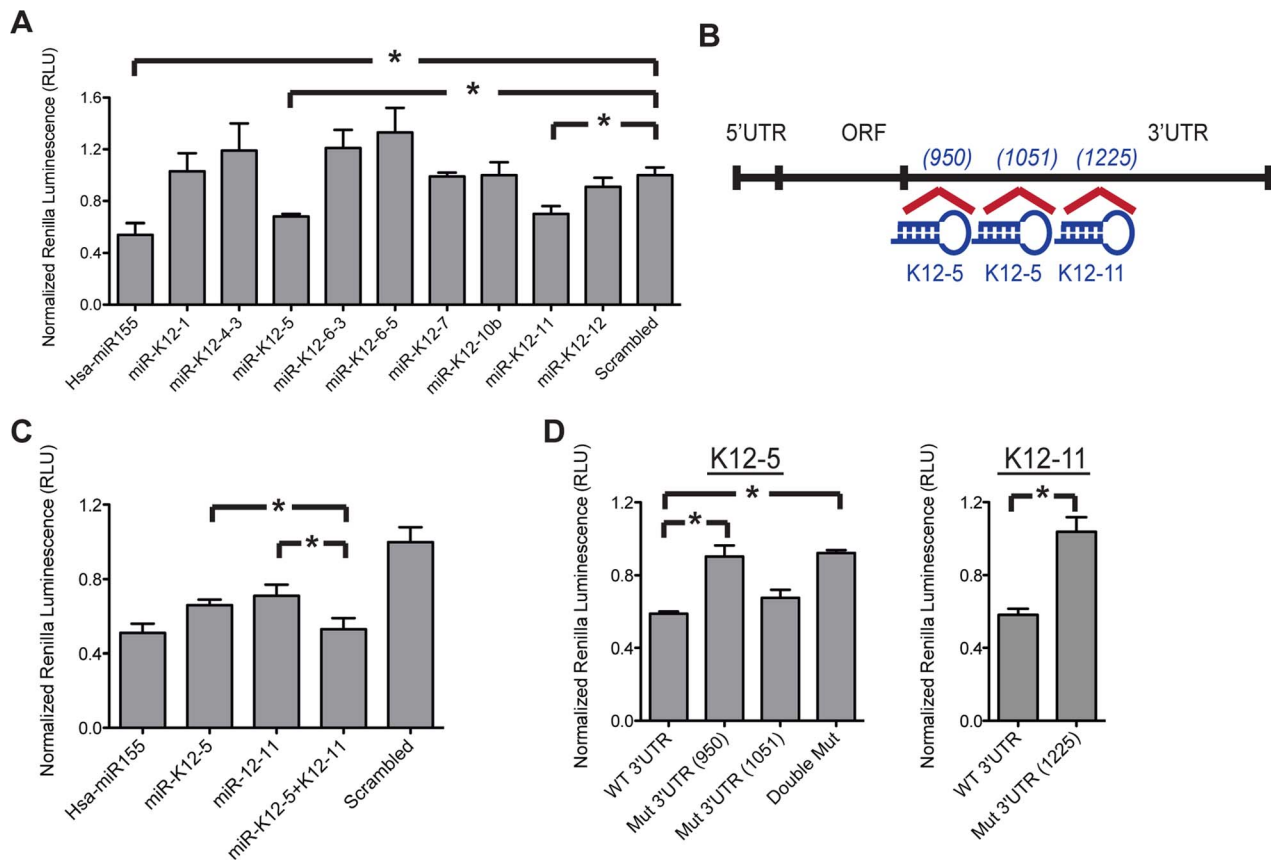 A
Normalized Renilla Luminescence (RLU)
1.6
1.2
0.8
0.4
0.0
*
*
*
Hsa-miR155
miR-K12-1
miR-K12-4-3
miR-K12-5
miR-K12-6-3
miR-K12-6-5
miR-K12-7
miR-K12-10b
miR-K12-11
miR-K12-12
Scrambled
B
5'UTR
ORF
3'UTR
(950)
(1051)
(1225)
K12-5
K12-5
K12-11
C
Normalized Renilla Luminescence (RLU)
1.2
0.8
0.4
0.0
*
*
Hsa-miR155
miR-K12-5
miR-12-11
miR-K12-5+K12-11
Scrambled
D
K12-5
Normalized Renilla Luminescence (RLU)
1.2
0.8
0.4
0.0
*
*
WT 3'UTR
Mut 3'UTR (950)
Mut 3'UTR (1051)
Double Mut
K12-11
Normalized Renilla Luminescence (RLU)
1.2
0.8
0.4
0.0
*
WT 3'UTR
Mut 3'UTR (1225)